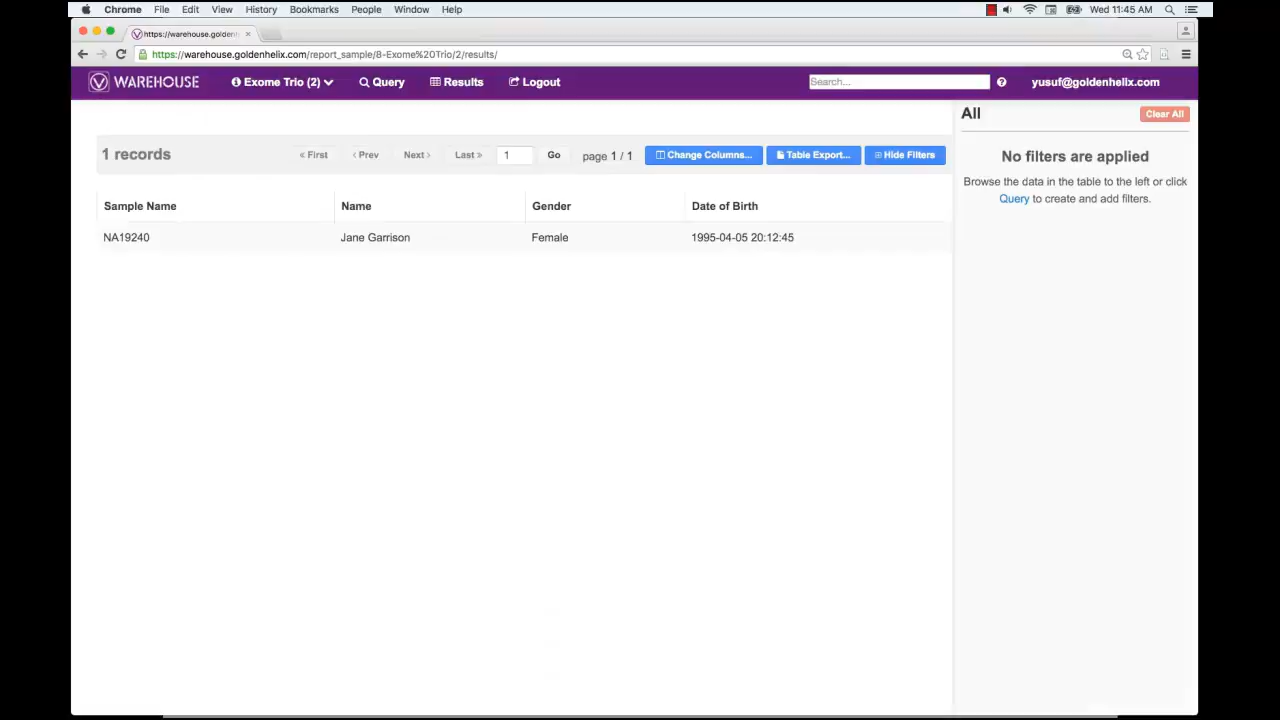 Chrome File Edit View History Bookmarks People Window Help Wed 11:45 AM
https://warehouse.goldenh
https://warehouse.goldenhelix.com/report_sample/8-Exome%20Trio/2/results/
WAREHOUSE Exome Trio (2) Query Results Logout Search... yusuf@goldenhelix.com
All Clear All
1 records « First ‹ Prev Next › Last » 1 Go page 1 / 1 Change Columns... Table Export... Hide Filters
No filters are applied
Browse the data in the table to the left or click
Query to create and add filters.
Sample Name Name Gender Date of Birth
NA19240 Jane Garrison Female 1995-04-05 20:12:45